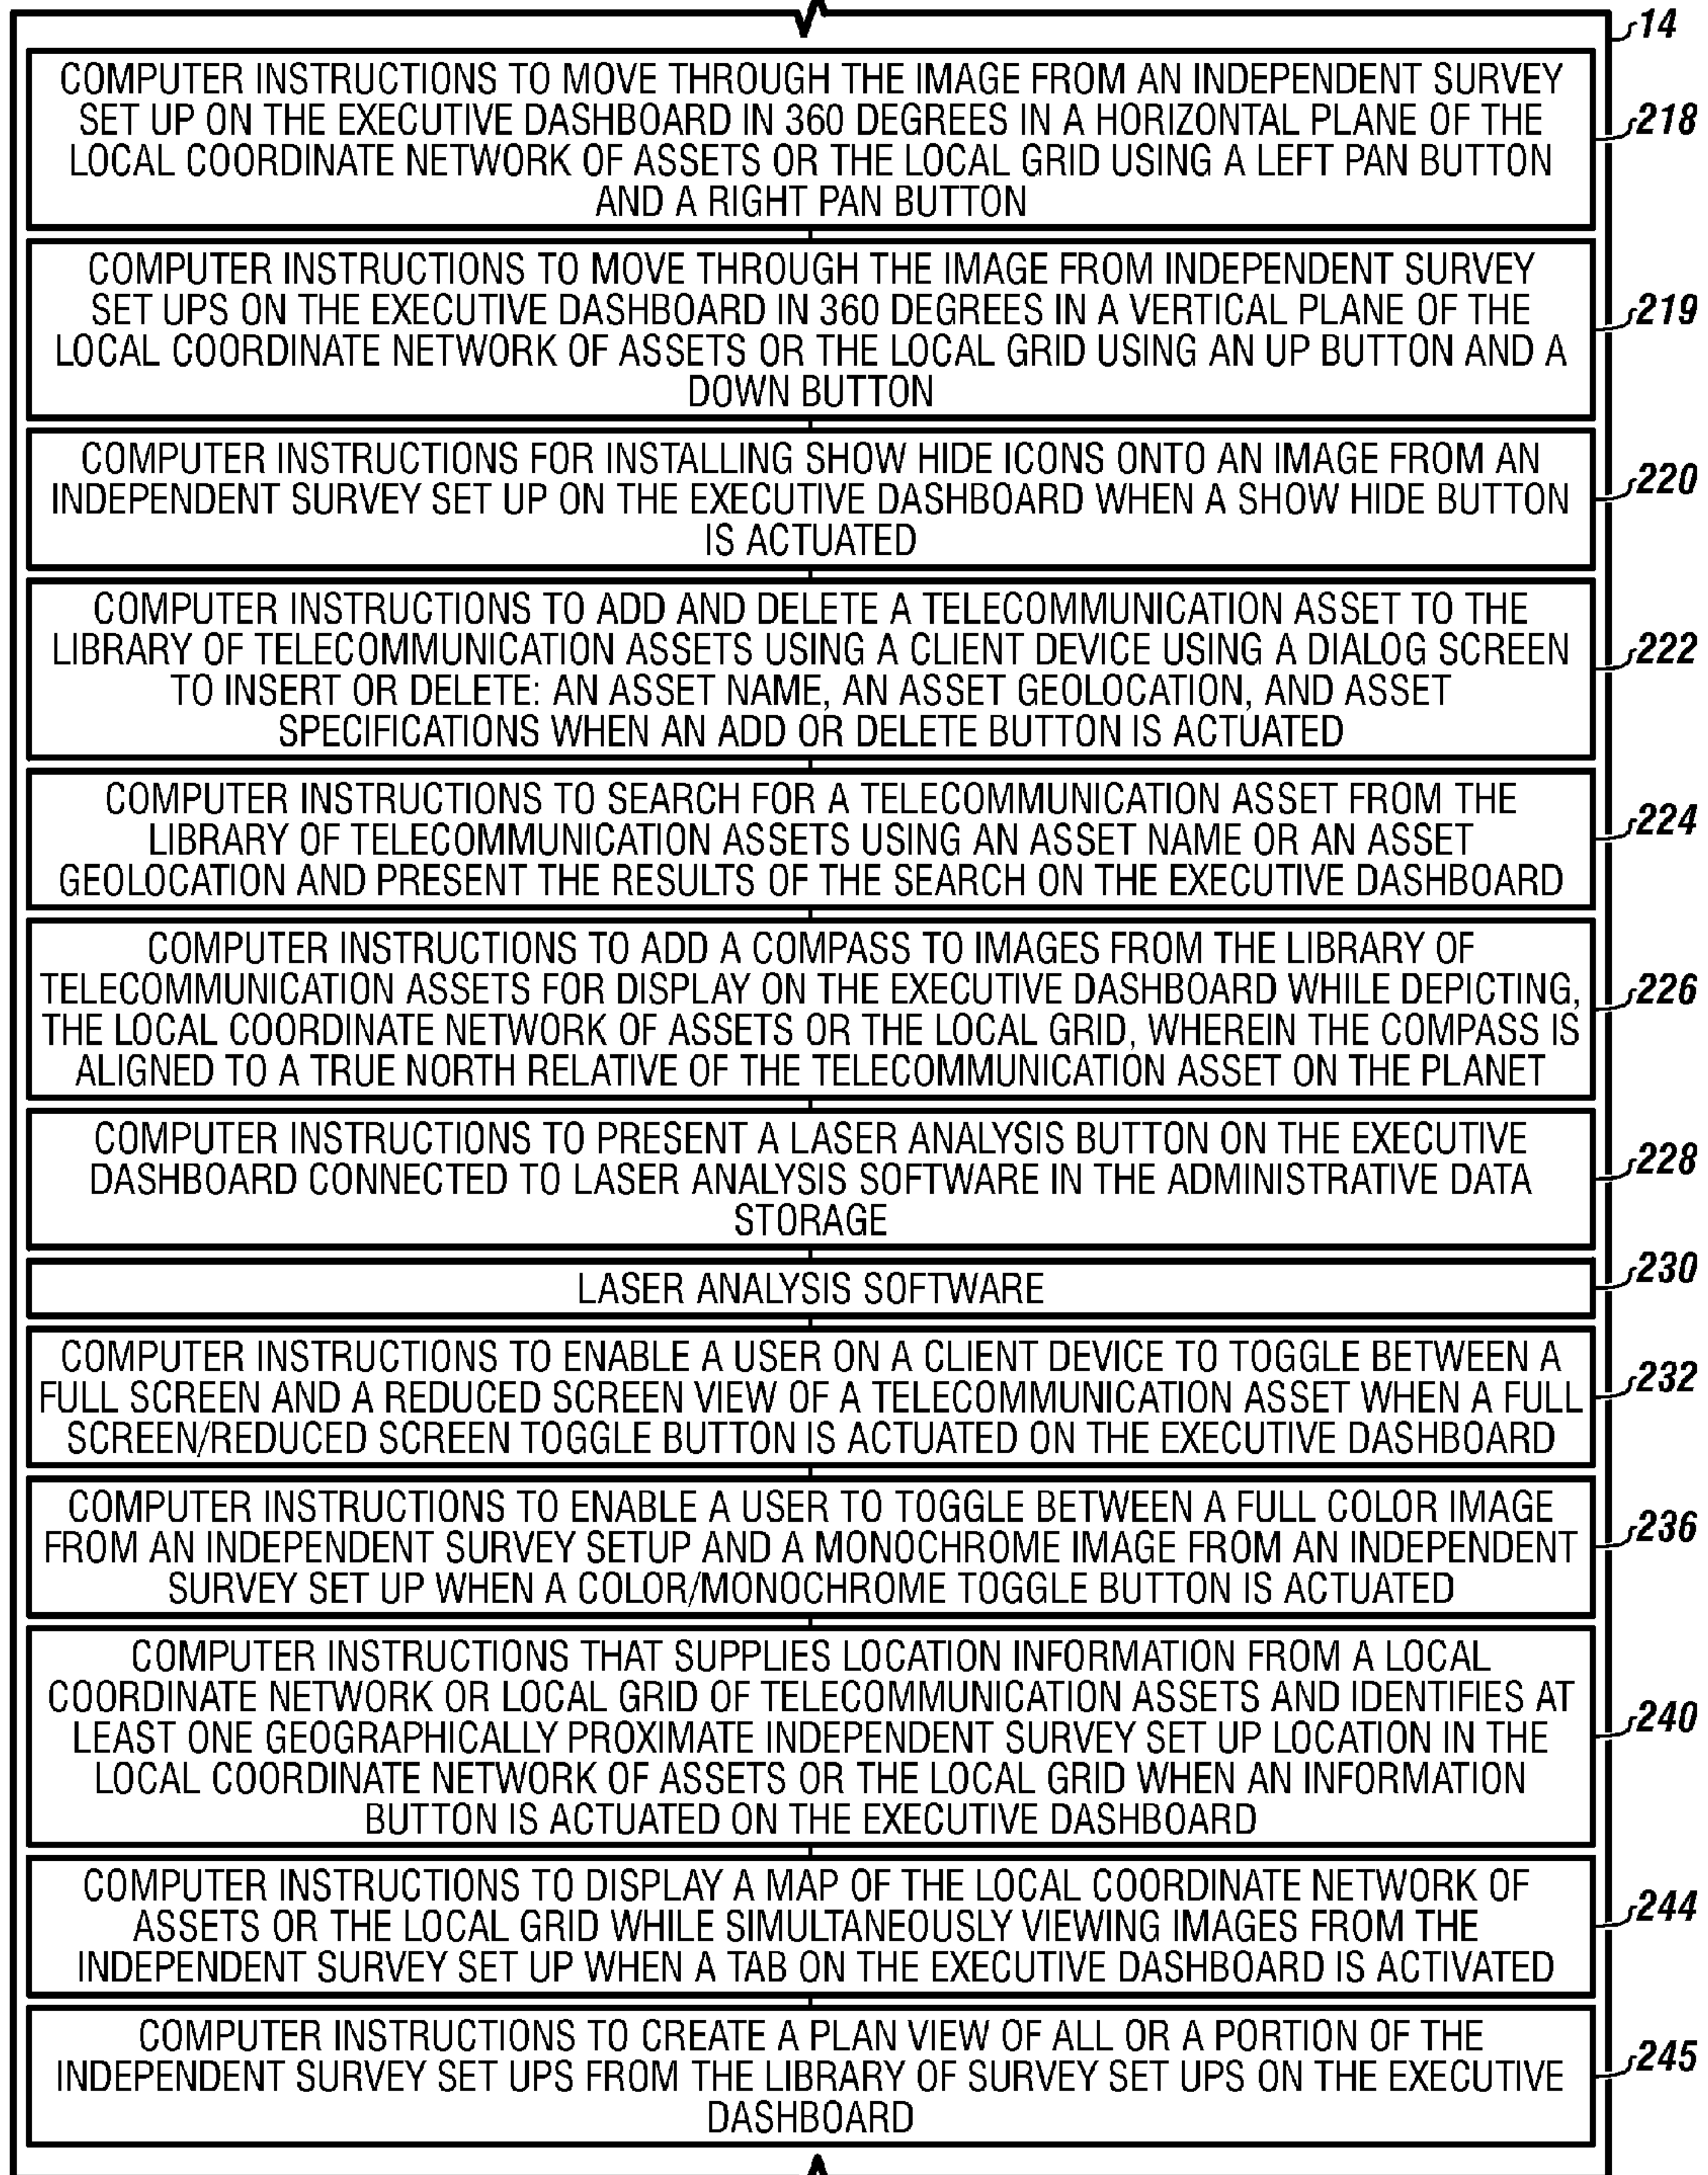 14
COMPUTER INSTRUCTIONS TO MOVE THROUGH THE IMAGE FROM AN INDEPENDENT SURVEY
SET UP ON THE EXECUTIVE DASHBOARD IN 360 DEGREES IN A HORIZONTAL PLANE OF THE
LOCAL COORDINATE NETWORK OF ASSETS OR THE LOCAL GRID USING A LEFT PAN BUTTON
AND A RIGHT PAN BUTTON
218
COMPUTER INSTRUCTIONS TO MOVE THROUGH THE IMAGE FROM INDEPENDENT SURVEY
SET UPS ON THE EXECUTIVE DASHBOARD IN 360 DEGREES IN A VERTICAL PLANE OF THE
LOCAL COORDINATE NETWORK OF ASSETS OR THE LOCAL GRID USING AN UP BUTTON AND A
DOWN BUTTON
219
COMPUTER INSTRUCTIONS FOR INSTALLING SHOW HIDE ICONS ONTO AN IMAGE FROM AN
INDEPENDENT SURVEY SET UP ON THE EXECUTIVE DASHBOARD WHEN A SHOW HIDE BUTTON
IS ACTUATED
220
COMPUTER INSTRUCTIONS TO ADD AND DELETE A TELECOMMUNICATION ASSET TO THE
LIBRARY OF TELECOMMUNICATION ASSETS USING A CLIENT DEVICE USING A DIALOG SCREEN
TO INSERT OR DELETE: AN ASSET NAME, AN ASSET GEOLOCATION, AND ASSET
SPECIFICATIONS WHEN AN ADD OR DELETE BUTTON IS ACTUATED
222
COMPUTER INSTRUCTIONS TO SEARCH FOR A TELECOMMUNICATION ASSET FROM THE
LIBRARY OF TELECOMMUNICATION ASSETS USING AN ASSET NAME OR AN ASSET
GEOLOCATION AND PRESENT THE RESULTS OF THE SEARCH ON THE EXECUTIVE DASHBOARD
224
COMPUTER INSTRUCTIONS TO ADD A COMPASS TO IMAGES FROM THE LIBRARY OF
TELECOMMUNICATION ASSETS FOR DISPLAY ON THE EXECUTIVE DASHBOARD WHILE DEPICTING,
THE LOCAL COORDINATE NETWORK OF ASSETS OR THE LOCAL GRID, WHEREIN THE COMPASS IS
ALIGNED TO A TRUE NORTH RELATIVE OF THE TELECOMMUNICATION ASSET ON THE PLANET
226
COMPUTER INSTRUCTIONS TO PRESENT A LASER ANALYSIS BUTTON ON THE EXECUTIVE
DASHBOARD CONNECTED TO LASER ANALYSIS SOFTWARE IN THE ADMINISTRATIVE DATA
STORAGE
228
LASER ANALYSIS SOFTWARE
230
COMPUTER INSTRUCTIONS TO ENABLE A USER ON A CLIENT DEVICE TO TOGGLE BETWEEN A
FULL SCREEN AND A REDUCED SCREEN VIEW OF A TELECOMMUNICATION ASSET WHEN A FULL
SCREEN/REDUCED SCREEN TOGGLE BUTTON IS ACTUATED ON THE EXECUTIVE DASHBOARD
232
COMPUTER INSTRUCTIONS TO ENABLE A USER TO TOGGLE BETWEEN A FULL COLOR IMAGE
FROM AN INDEPENDENT SURVEY SETUP AND A MONOCHROME IMAGE FROM AN INDEPENDENT
SURVEY SET UP WHEN A COLOR/MONOCHROME TOGGLE BUTTON IS ACTUATED
236
COMPUTER INSTRUCTIONS THAT SUPPLIES LOCATION INFORMATION FROM A LOCAL
COORDINATE NETWORK OR LOCAL GRID OF TELECOMMUNICATION ASSETS AND IDENTIFIES AT
LEAST ONE GEOGRAPHICALLY PROXIMATE INDEPENDENT SURVEY SET UP LOCATION IN THE
LOCAL COORDINATE NETWORK OF ASSETS OR THE LOCAL GRID WHEN AN INFORMATION
BUTTON IS ACTUATED ON THE EXECUTIVE DASHBOARD
240
COMPUTER INSTRUCTIONS TO DISPLAY A MAP OF THE LOCAL COORDINATE NETWORK OF
ASSETS OR THE LOCAL GRID WHILE SIMULTANEOUSLY VIEWING IMAGES FROM THE
INDEPENDENT SURVEY SET UP WHEN A TAB ON THE EXECUTIVE DASHBOARD IS ACTIVATED
244
COMPUTER INSTRUCTIONS TO CREATE A PLAN VIEW OF ALL OR A PORTION OF THE
INDEPENDENT SURVEY SET UPS FROM THE LIBRARY OF SURVEY SET UPS ON THE EXECUTIVE
DASHBOARD
245